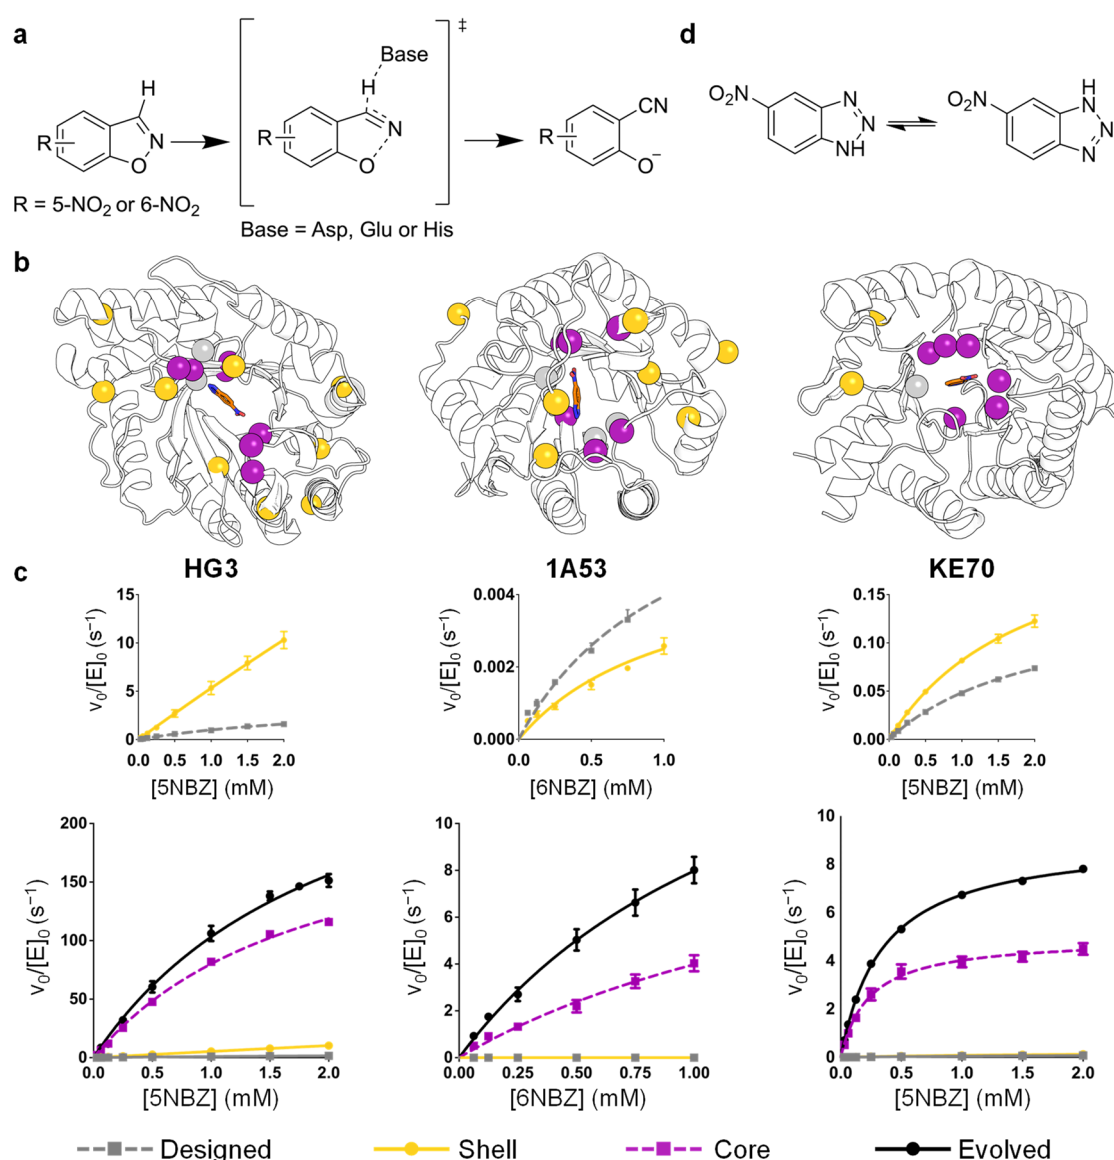 a
d
H
N
O
R
R = 5-NO₂ or 6-NO₂
Base
H
N
O
R
‡
Base = Asp, Glu or His
CN
O⁻
R
O₂N
N
N
NH
O₂N
H
N
N
N
b
HG3
1A53
KE70
c
v₀/[E]₀ (s⁻¹)
15
10
5
0
0.0 0.5 1.0 1.5 2.0
[5NBZ] (mM)
v₀/[E]₀ (s⁻¹)
0.004
0.002
0.000
0.0 0.5 1.0
[6NBZ] (mM)
v₀/[E]₀ (s⁻¹)
0.15
0.10
0.05
0.00
0.0 0.5 1.0 1.5 2.0
[5NBZ] (mM)
v₀/[E]₀ (s⁻¹)
200
150
100
50
0
0.0 0.5 1.0 1.5 2.0
[5NBZ] (mM)
v₀/[E]₀ (s⁻¹)
10
8
6
4
2
0
0.00 0.25 0.50 0.75 1.00
[6NBZ] (mM)
v₀/[E]₀ (s⁻¹)
10
8
6
4
2
0
0.0 0.5 1.0 1.5 2.0
[5NBZ] (mM)
Designed Shell Core Evolved